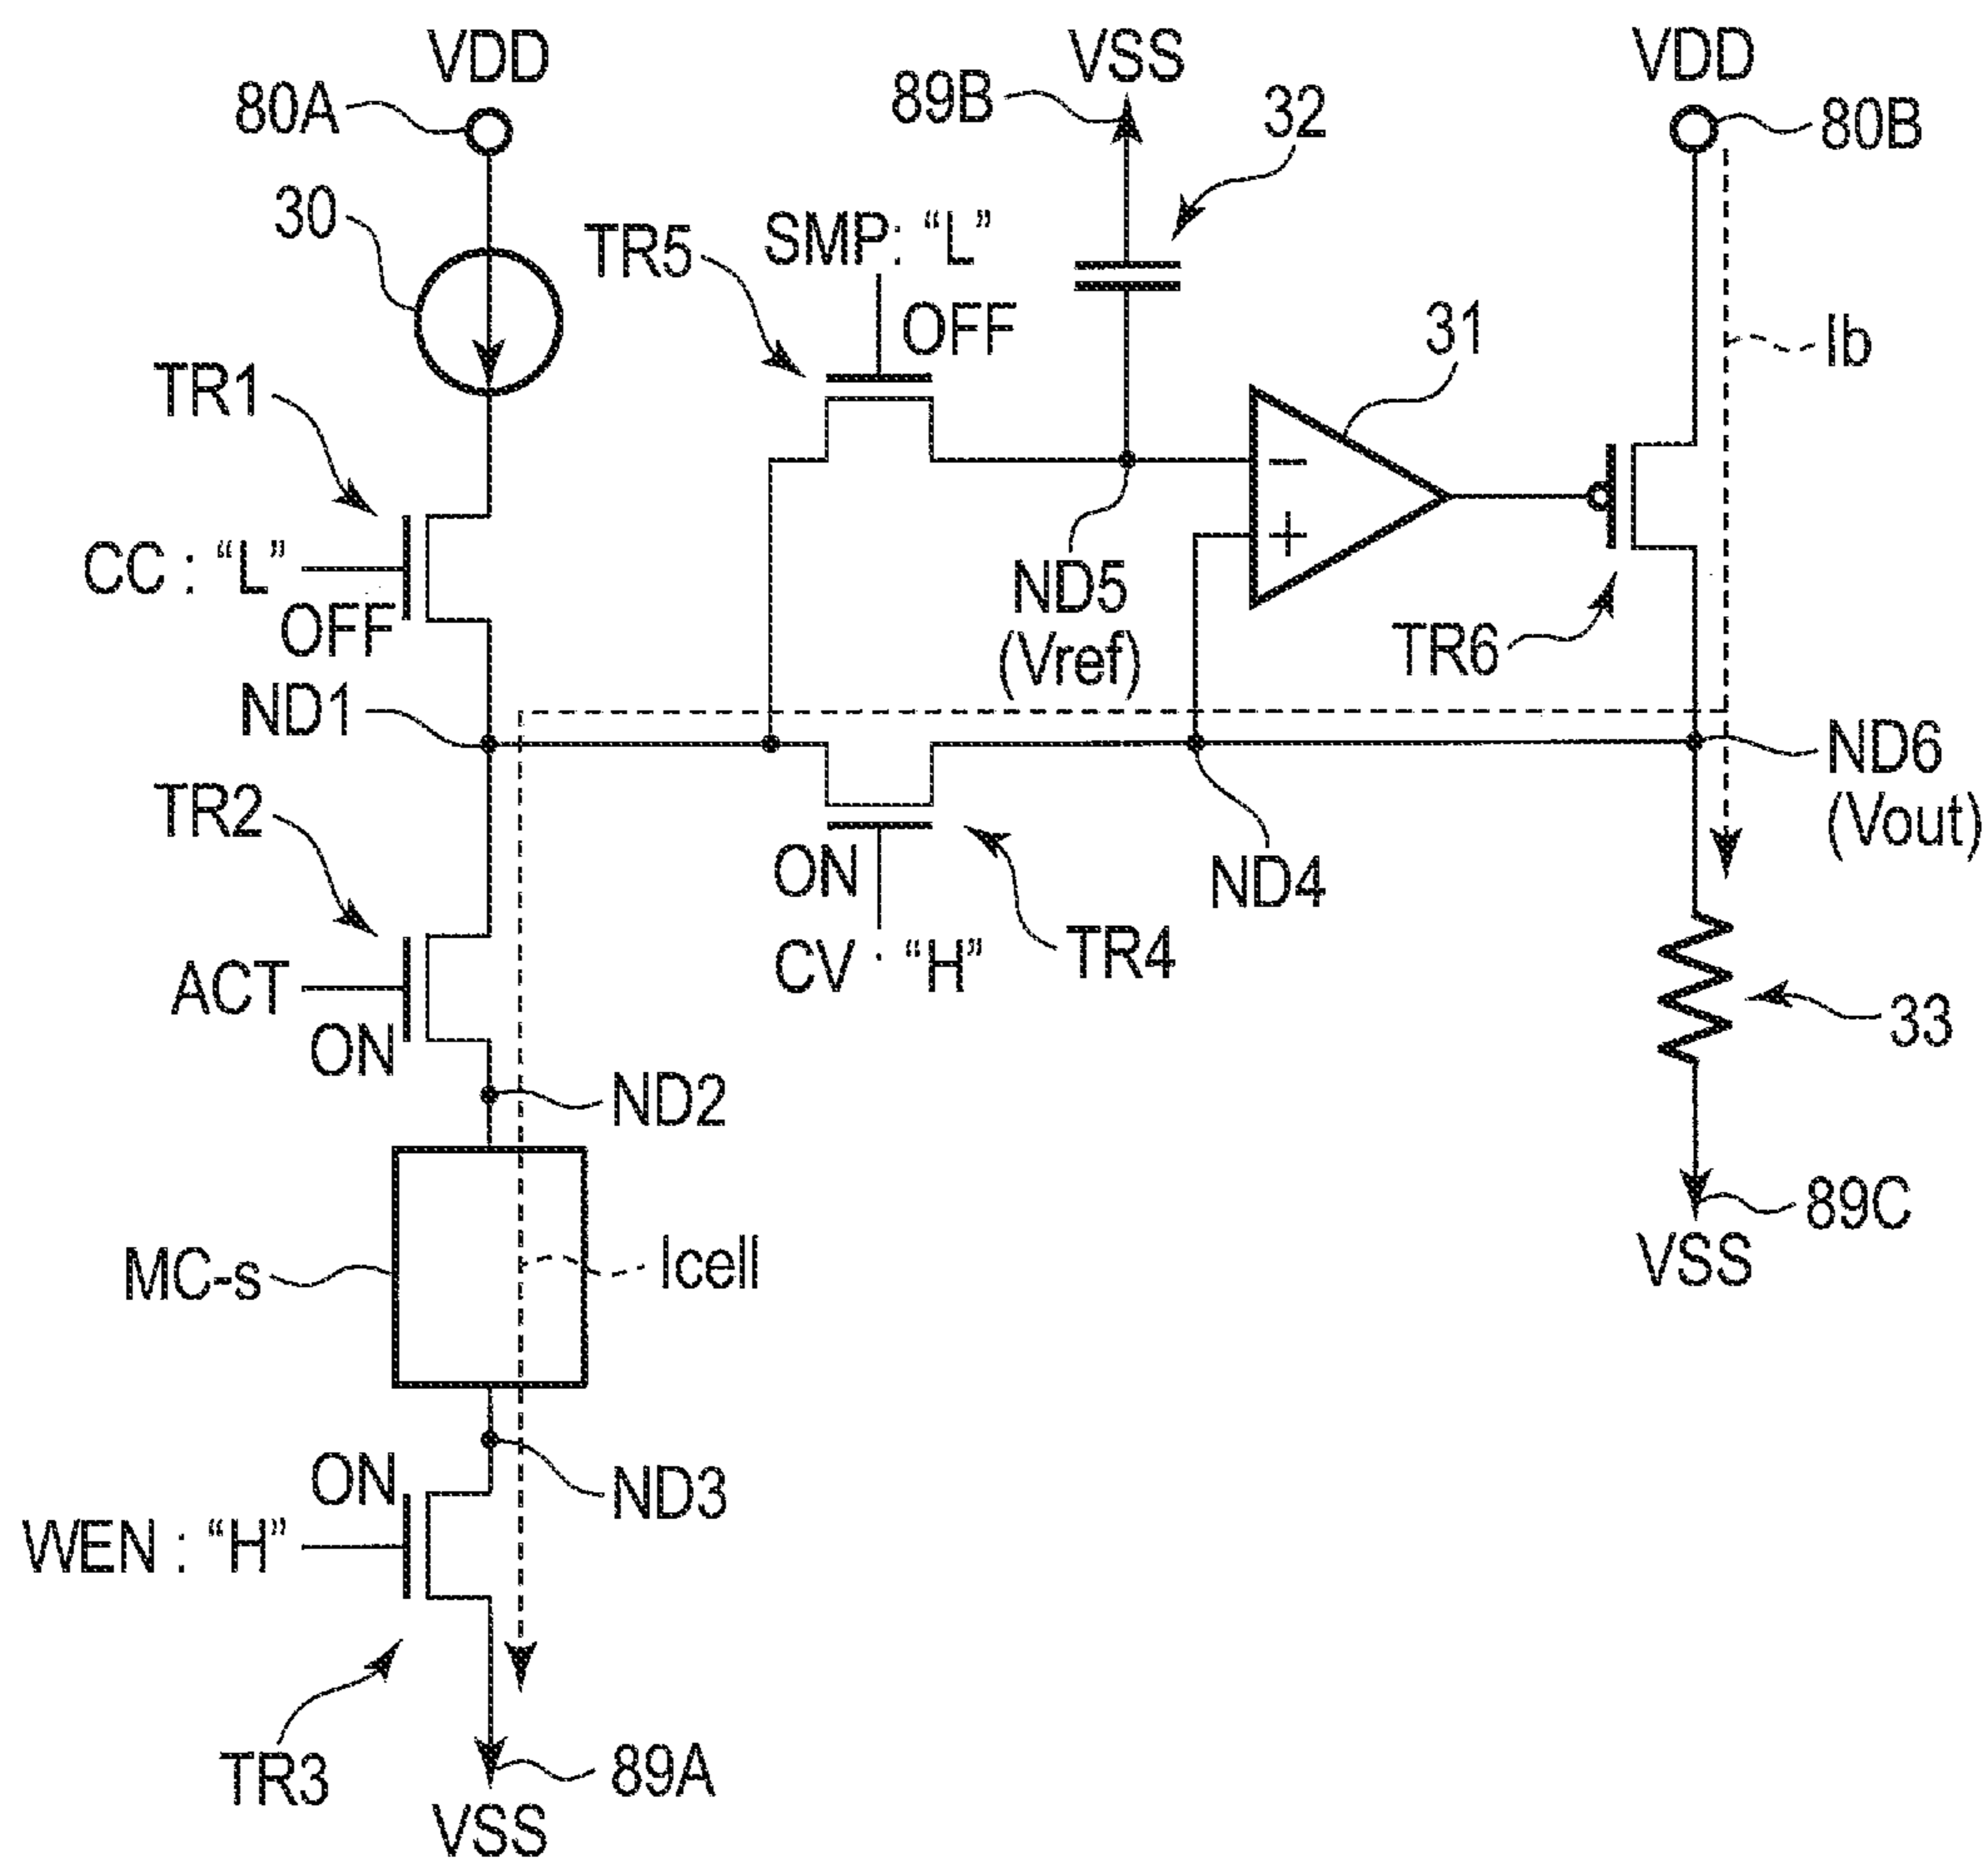 VDD
VSS
VDD
80A
89B
32
80B
30
TR5
SMP: “L”
OFF
31
Ib
TR1
CC : “L”
OFF
−
+
ND5
(Vref)
TR6
ND1
ND6
(Vout)
TR2
ON
CV : “H”
TR4
ND4
ACT
ON
33
ND2
MC-s
Icell
89C
VSS
ON
ND3
WEN : “H”
TR3
89A
VSS